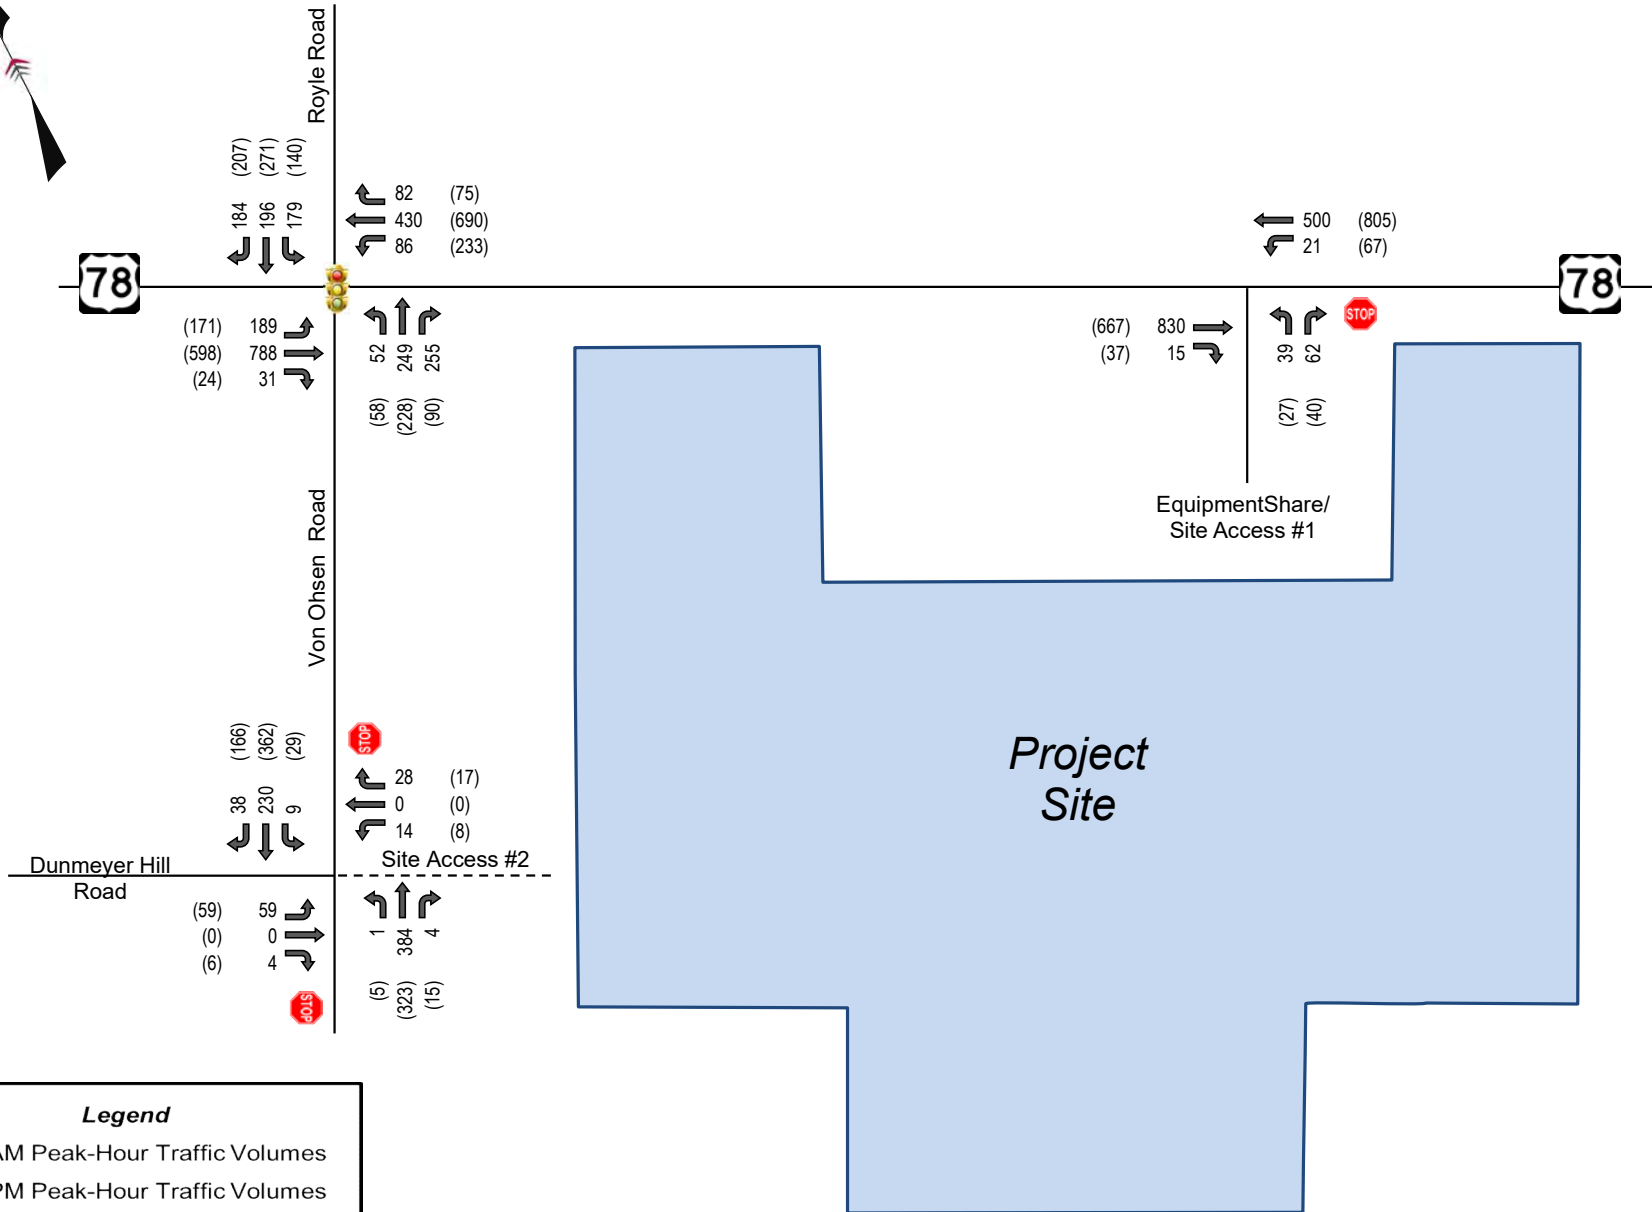 Royle Road
(207) (271) (140)
184 196 179
82 (75)
430 (690)
86 (233)
500 (805)
21 (67)
78
78
(171) 189
(598) 788
(24) 31
52 249 255
(58) (228) (90)
(667) 830
(37) 15
39 62
(27) (40)
STOP
EquipmentShare/
Site Access #1
Von Ohsen Road
Project
Site
(166) (362) (29)
38 230 9
STOP
28 (17)
0 (0)
14 (8)
Dunmeyer Hill
Road
Site Access #2
(59) 59
(0) 0
(6) 4
1 384 4
(5) (323) (15)
STOP
Legend
AM Peak-Hour Traffic Volumes
PM Peak-Hour Traffic Volumes